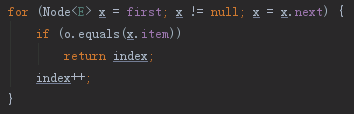 for (Node<E> x = first; x != null; x = x.next) {
if (o.equals(x.item))
return index;
index++;
}